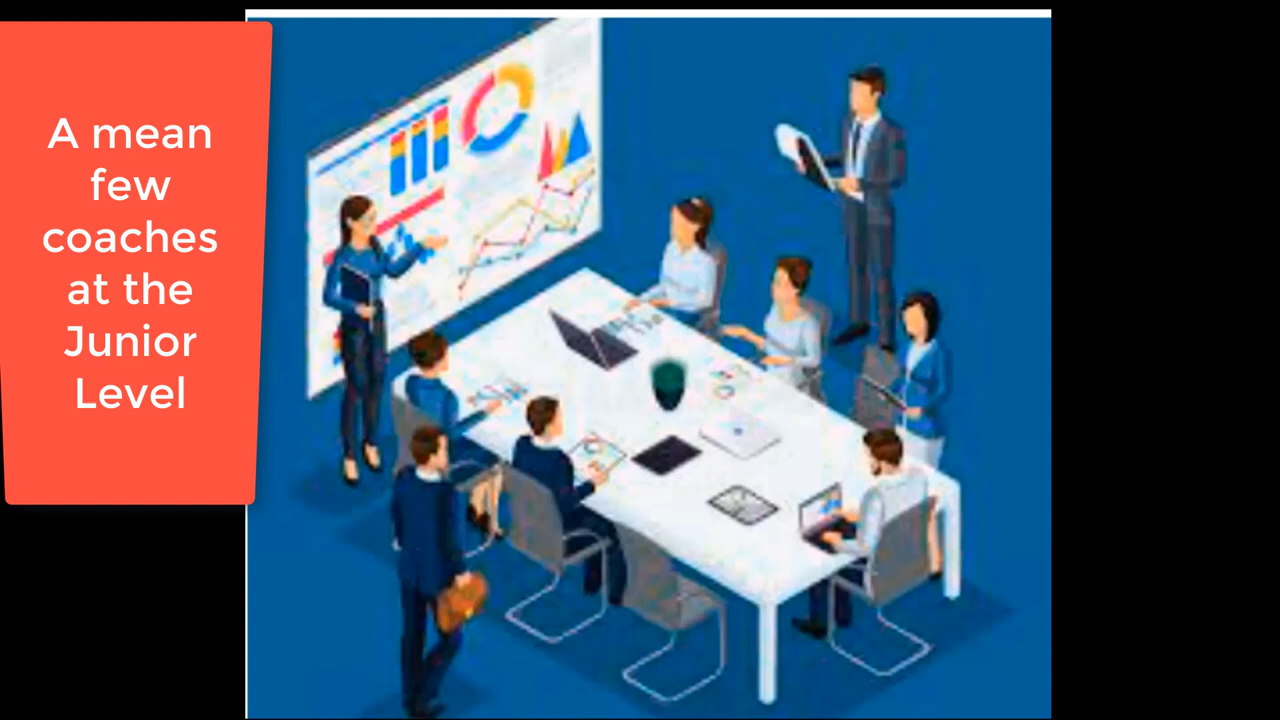 A mean
few
coaches
at the
Junior
Level